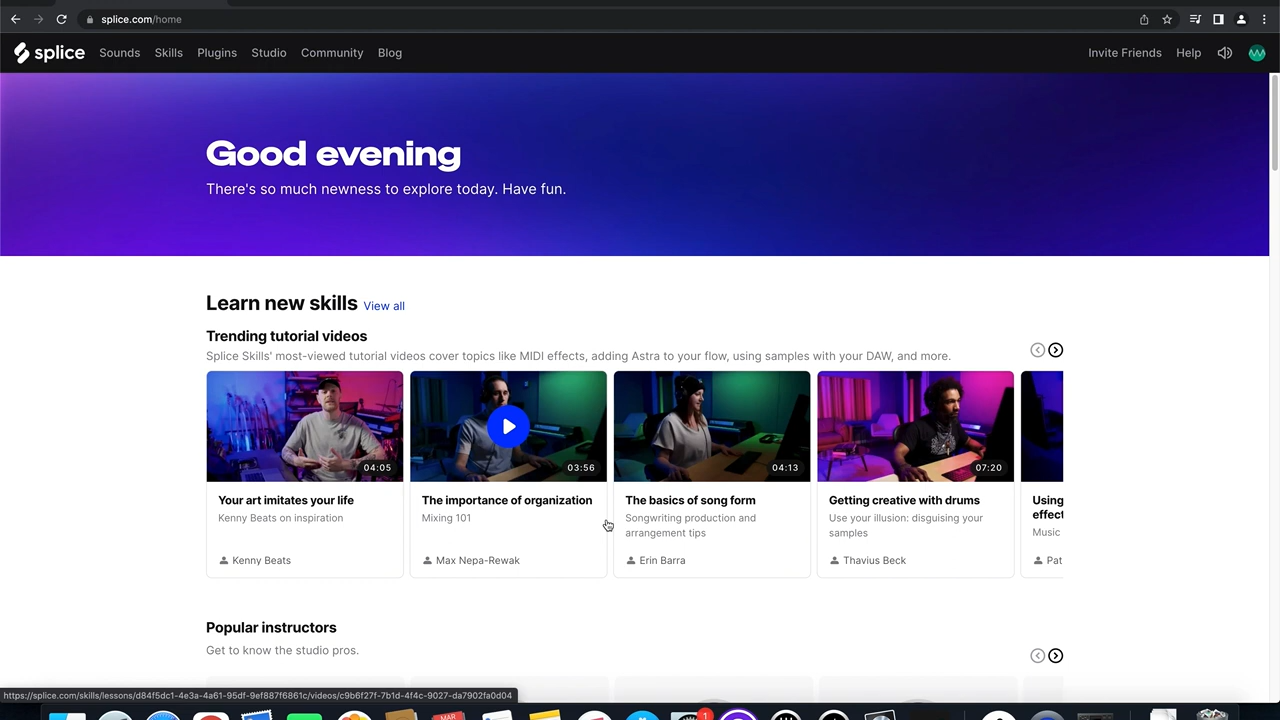 splice.com/home
splice Sounds Skills Plugins Studio Community Blog Invite Friends Help
Good evening
There's so much newness to explore today. Have fun.
Learn new skills View all
Trending tutorial videos
Splice Skills' most-viewed tutorial videos cover topics like MIDI effects, adding Astra to your flow, using samples with your DAW, and more.
04:05
Your art imitates your life
Kenny Beats on inspiration
Kenny Beats
03:56
The importance of organization
Mixing 101
Max Nepa-Rewak
04:13
The basics of song form
Songwriting production and
arrangement tips
Erin Barra
07:20
Getting creative with drums
Use your illusion: disguising your
samples
Thavius Beck
Using
effect
Music
Pat
Popular instructors
Get to know the studio pros.
https://splice.com/skills/lessons/d84f5dc1-4e3a-4a61-95df-9ef887f6861c/videos/c9b6f27f-7b1d-4f4c-9027-da7902fa0d04
MAR
1